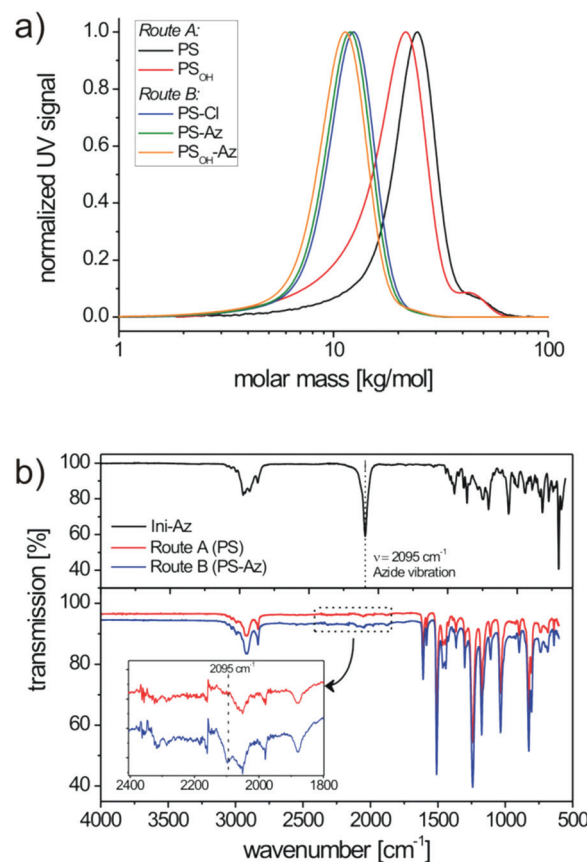 a)
normalized UV signal
1.0
0.8
0.6
0.4
0.2
0.0
Route A:
PS
PS_OH
Route B:
PS-Cl
PS-Az
PS_OH-Az
1
10
100
molar mass [kg/mol]
b)
transmission [%]
100
80
60
40
Ini-Az
Route A (PS)
Route B (PS-Az)
ν = 2095 cm⁻¹
Azide vibration
100
80
60
40
2095 cm⁻¹
2400
2200
2000
1800
4000
3500
3000
2500
2000
1500
1000
500
wavenumber [cm⁻¹]